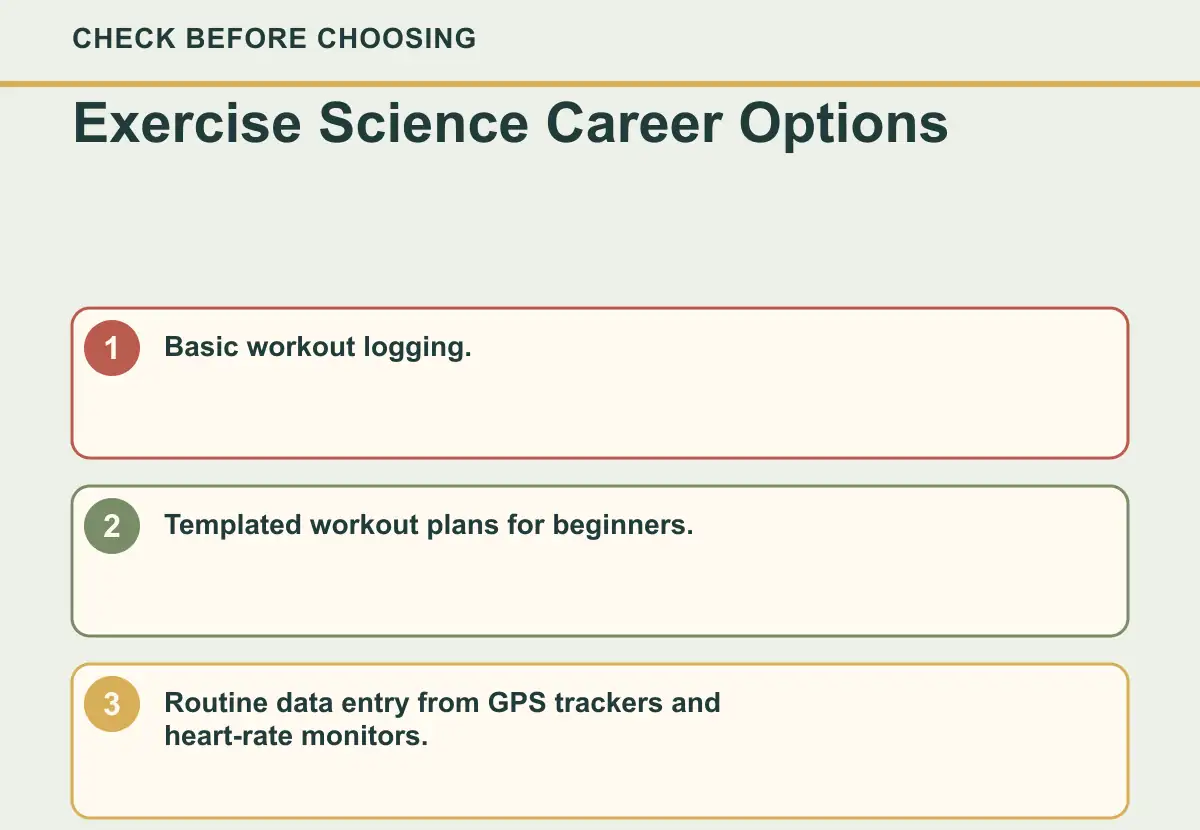 CHECK BEFORE CHOOSING
Exercise Science Career Options
1
Basic workout logging.
2
Templated workout plans for beginners.
3
Routine data entry from GPS trackers and
heart-rate monitors.